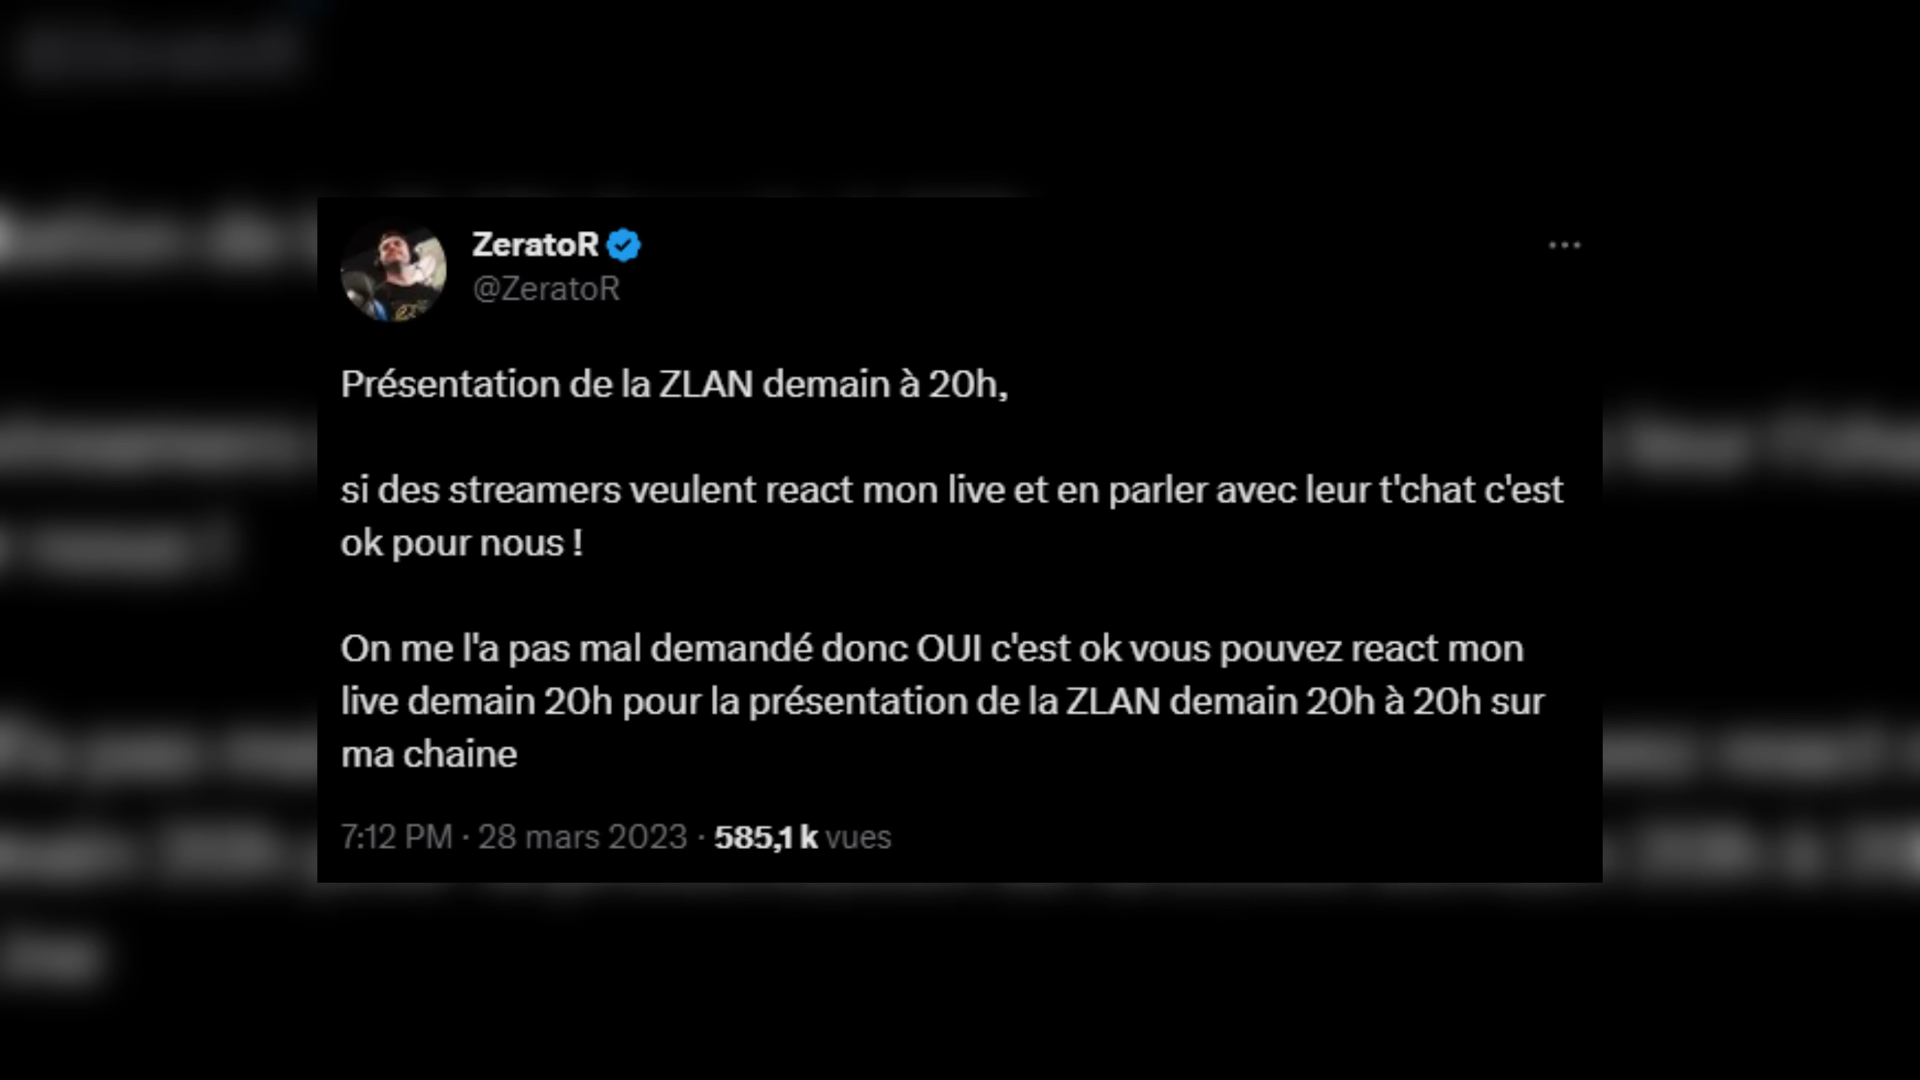 ZeratoR
@ZeratoR
Présentation de la ZLAN demain à 20h,
si des streamers veulent react mon live et en parler avec leur t'chat c'est
ok pour nous !
On me l'a pas mal demandé donc OUI c'est ok vous pouvez react mon
live demain 20h pour la présentation de la ZLAN demain 20h à 20h sur
ma chaine
7:12 PM · 28 mars 2023 · 585,1 k vues